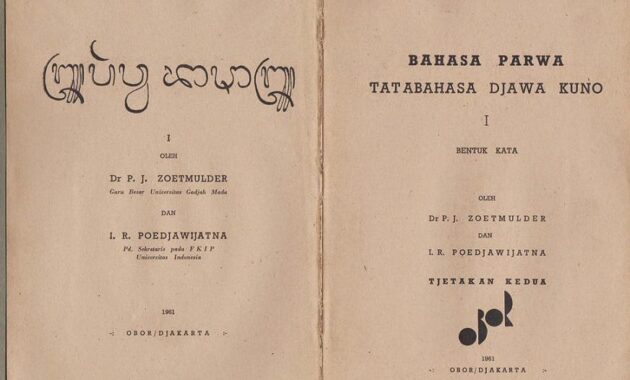 I
OLEH
Dr P. J. ZOETMULDER
Guru Besar Universitas Gadjah Mada
DAN
I. R. POEDJAWIJATNA
Pd. Sekretaris pada F K I P
Universitas Indonesia
1961
-: OBOR/DJAKARTA :-
BAHASA PARWA
TATABAHASA DJAWA KUNO
I
BENTUK KATA
OLEH
Dr P. J. ZOETMULDER
DAN
I. R. POEDJAWIJATNA
TJETAKAN KEDUA
OBOR
1961
-: OBOR/DJAKARTA :-